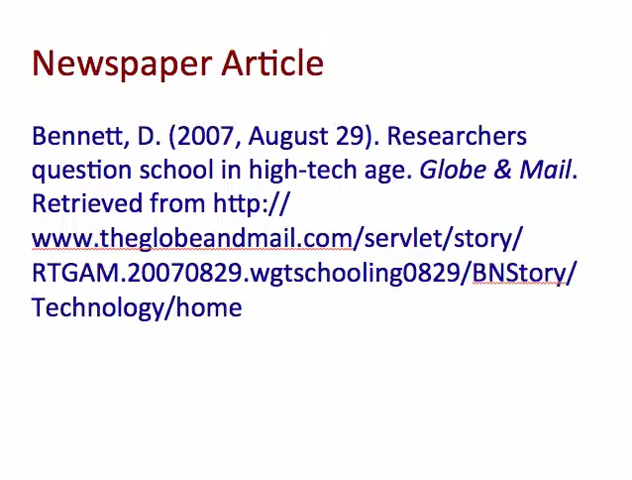 Newspaper Article
Bennett, D. (2007, August 29). Researchers
question school in high-tech age. Globe & Mail.
Retrieved from http://
www.theglobeandmail.com/servlet/story/
RTGAM.20070829.wgtschooling0829/BNStory/
Technology/home